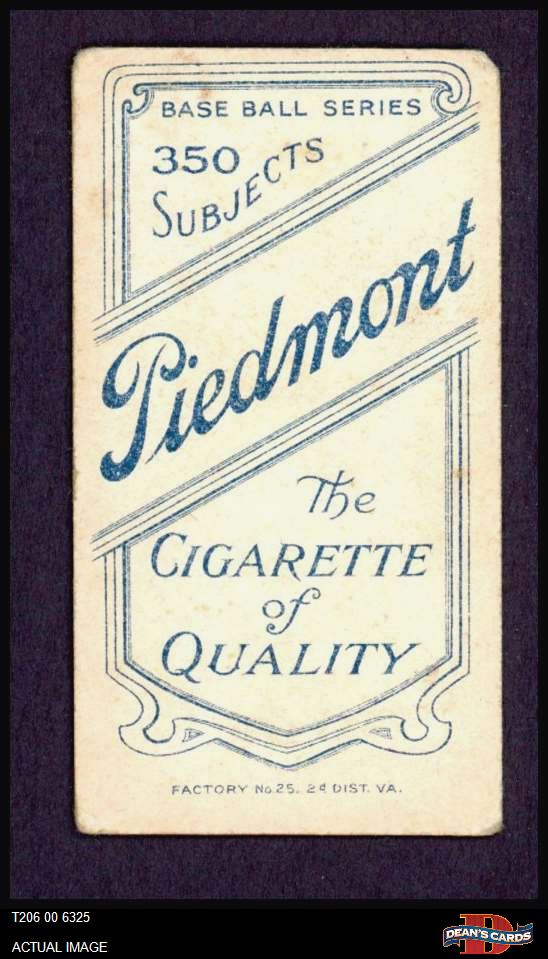 BASE BALL SERIES
350
SUBJECTS
Piedmont
The
CIGARETTE
of
QUALITY
FACTORY No. 25. 2d DIST. VA.
T206 00 6325
ACTUAL IMAGE
D
DEAN'S CARDS